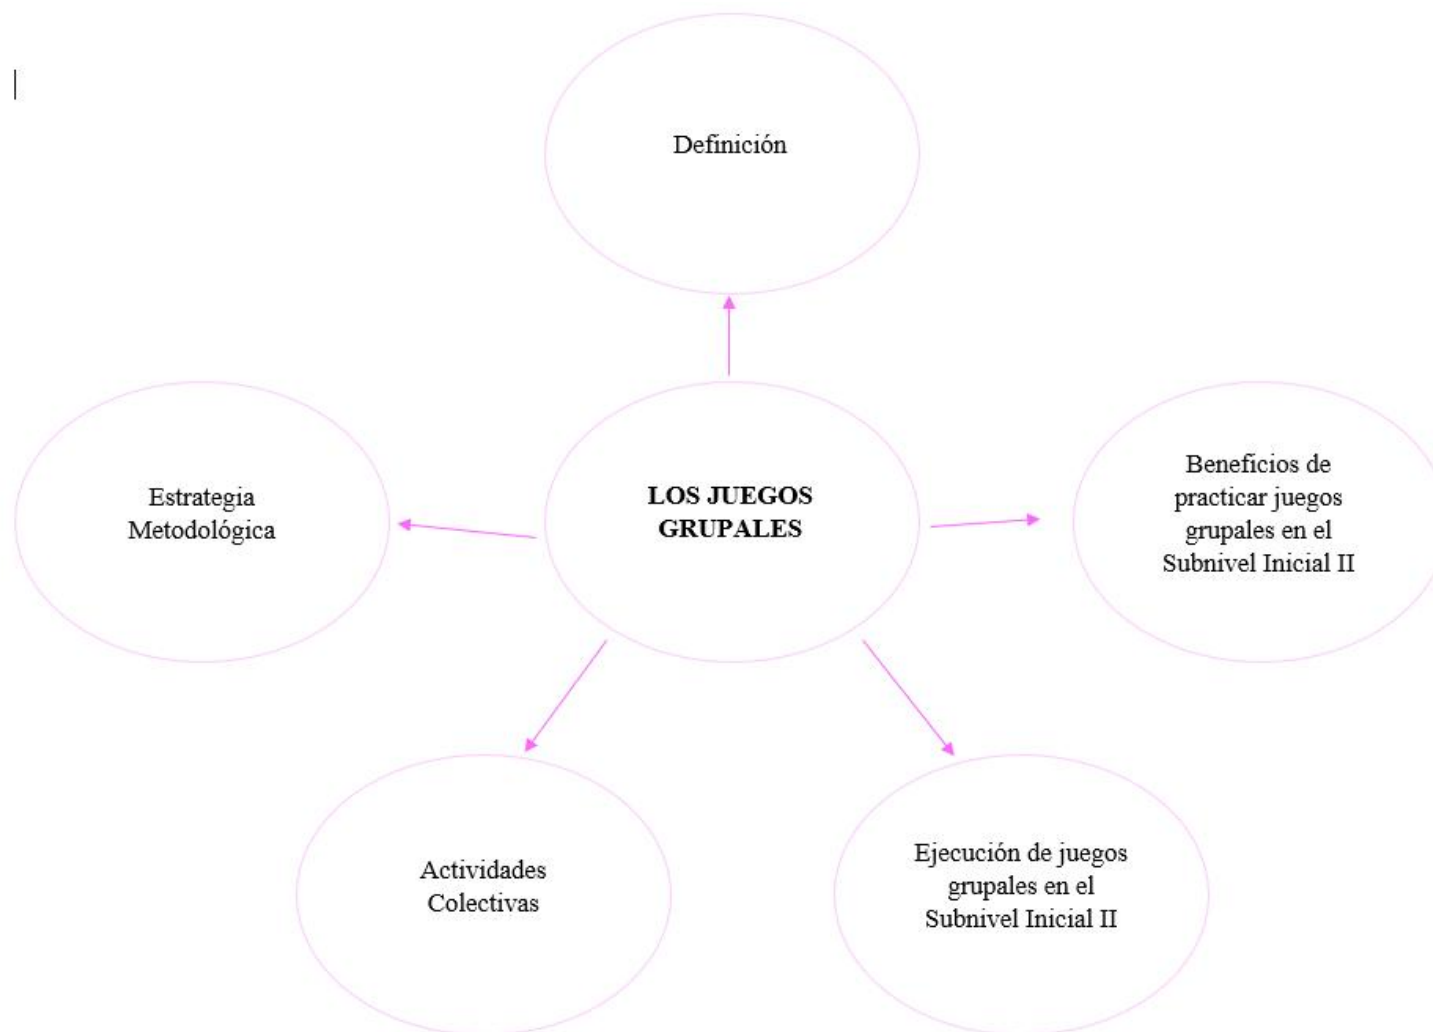 Definición
LOS JUEGOS
GRUPALES
Estrategia
Metodológica
Beneficios de
practicar juegos
grupales en el
Subnivel Inicial II
Actividades
Colectivas
Ejecución de juegos
grupales en el
Subnivel Inicial II